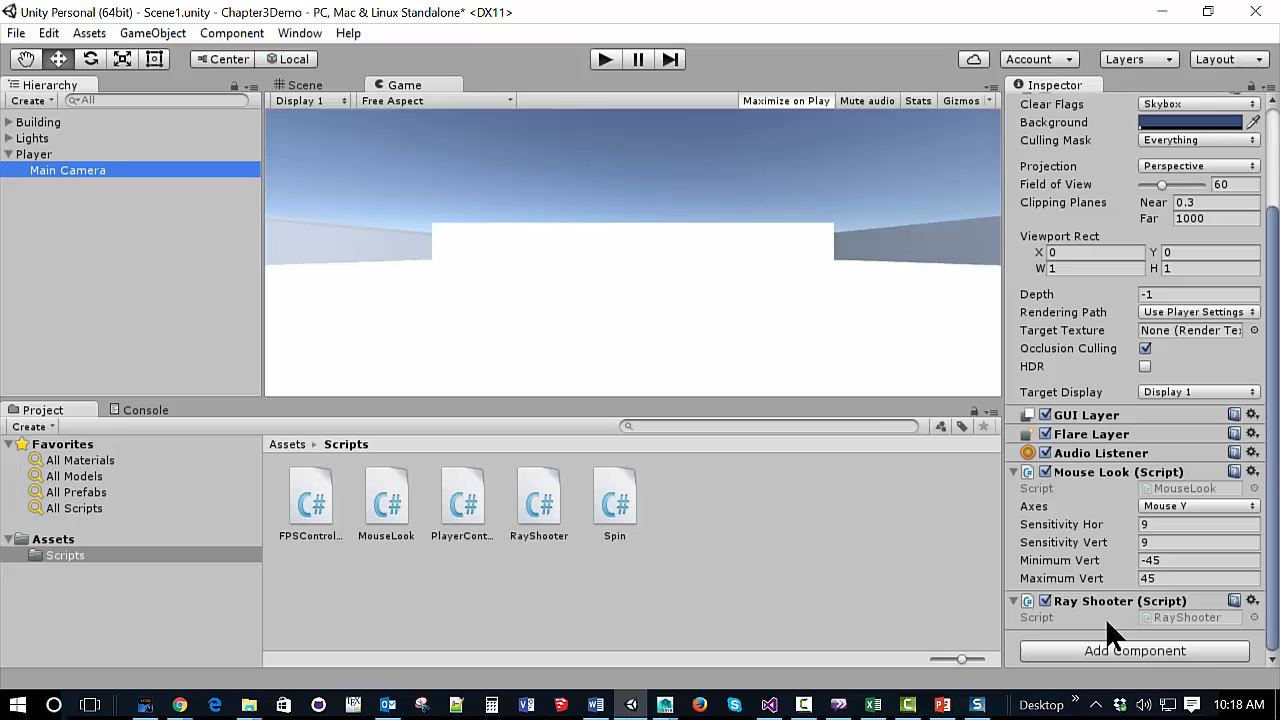 Unity Personal (64bit) - Scene1.unity - Chapter3Demo - PC, Mac & Linux Standalone* <DX11>
File Edit Assets GameObject Component Window Help
Center Local Account Layers Layout
Hierarchy
Create All
Building
Lights
Player
Main Camera
Scene Game
Display 1 Free Aspect Maximize on Play Mute audio Stats Gizmos
Inspector
Clear Flags Skybox
Background
Culling Mask Everything
Projection Perspective
Field of View 60
Clipping Planes Near 0.3
Far 1000
Viewport Rect
X 0 Y 0
W 1 H 1
Depth -1
Rendering Path Use Player Settings
Target Texture None (Render Te
Occlusion Culling
HDR
Target Display Display 1
GUI Layer
Flare Layer
Audio Listener
Mouse Look (Script)
Script MouseLook
Axes Mouse Y
Sensitivity Hor 9
Sensitivity Vert 9
Minimum Vert -45
Maximum Vert 45
Ray Shooter (Script)
Script RayShooter
Add Component
Project Console
Create
Favorites
All Materials
All Models
All Prefabs
All Scripts
Assets
Scripts
Assets Scripts
C# C# C# C# C#
FPSControl... MouseLook PlayerCont... RayShooter Spin
Desktop 10:18 AM